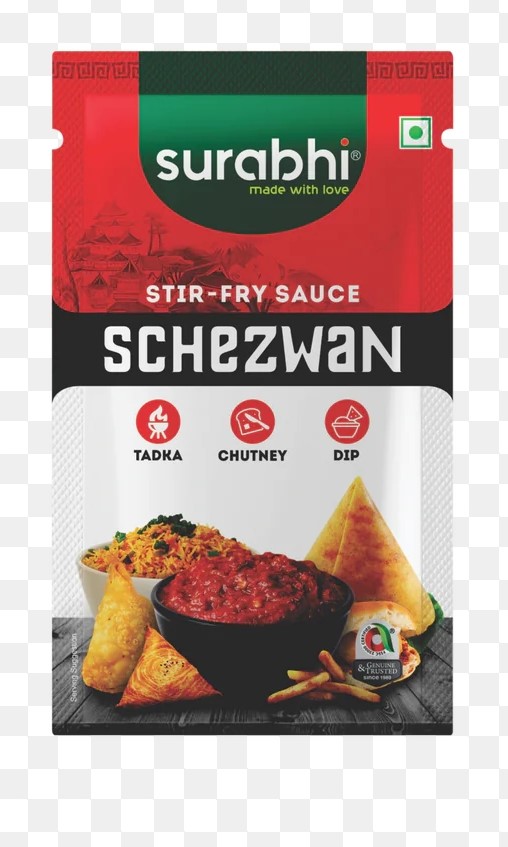 surabhi®
made with love
STIR-FRY SAUCE
SCHEZWAN
TADKA CHUTNEY DIP
Serving Suggestion
& GENUINE
TRUSTED
SINCE 1989